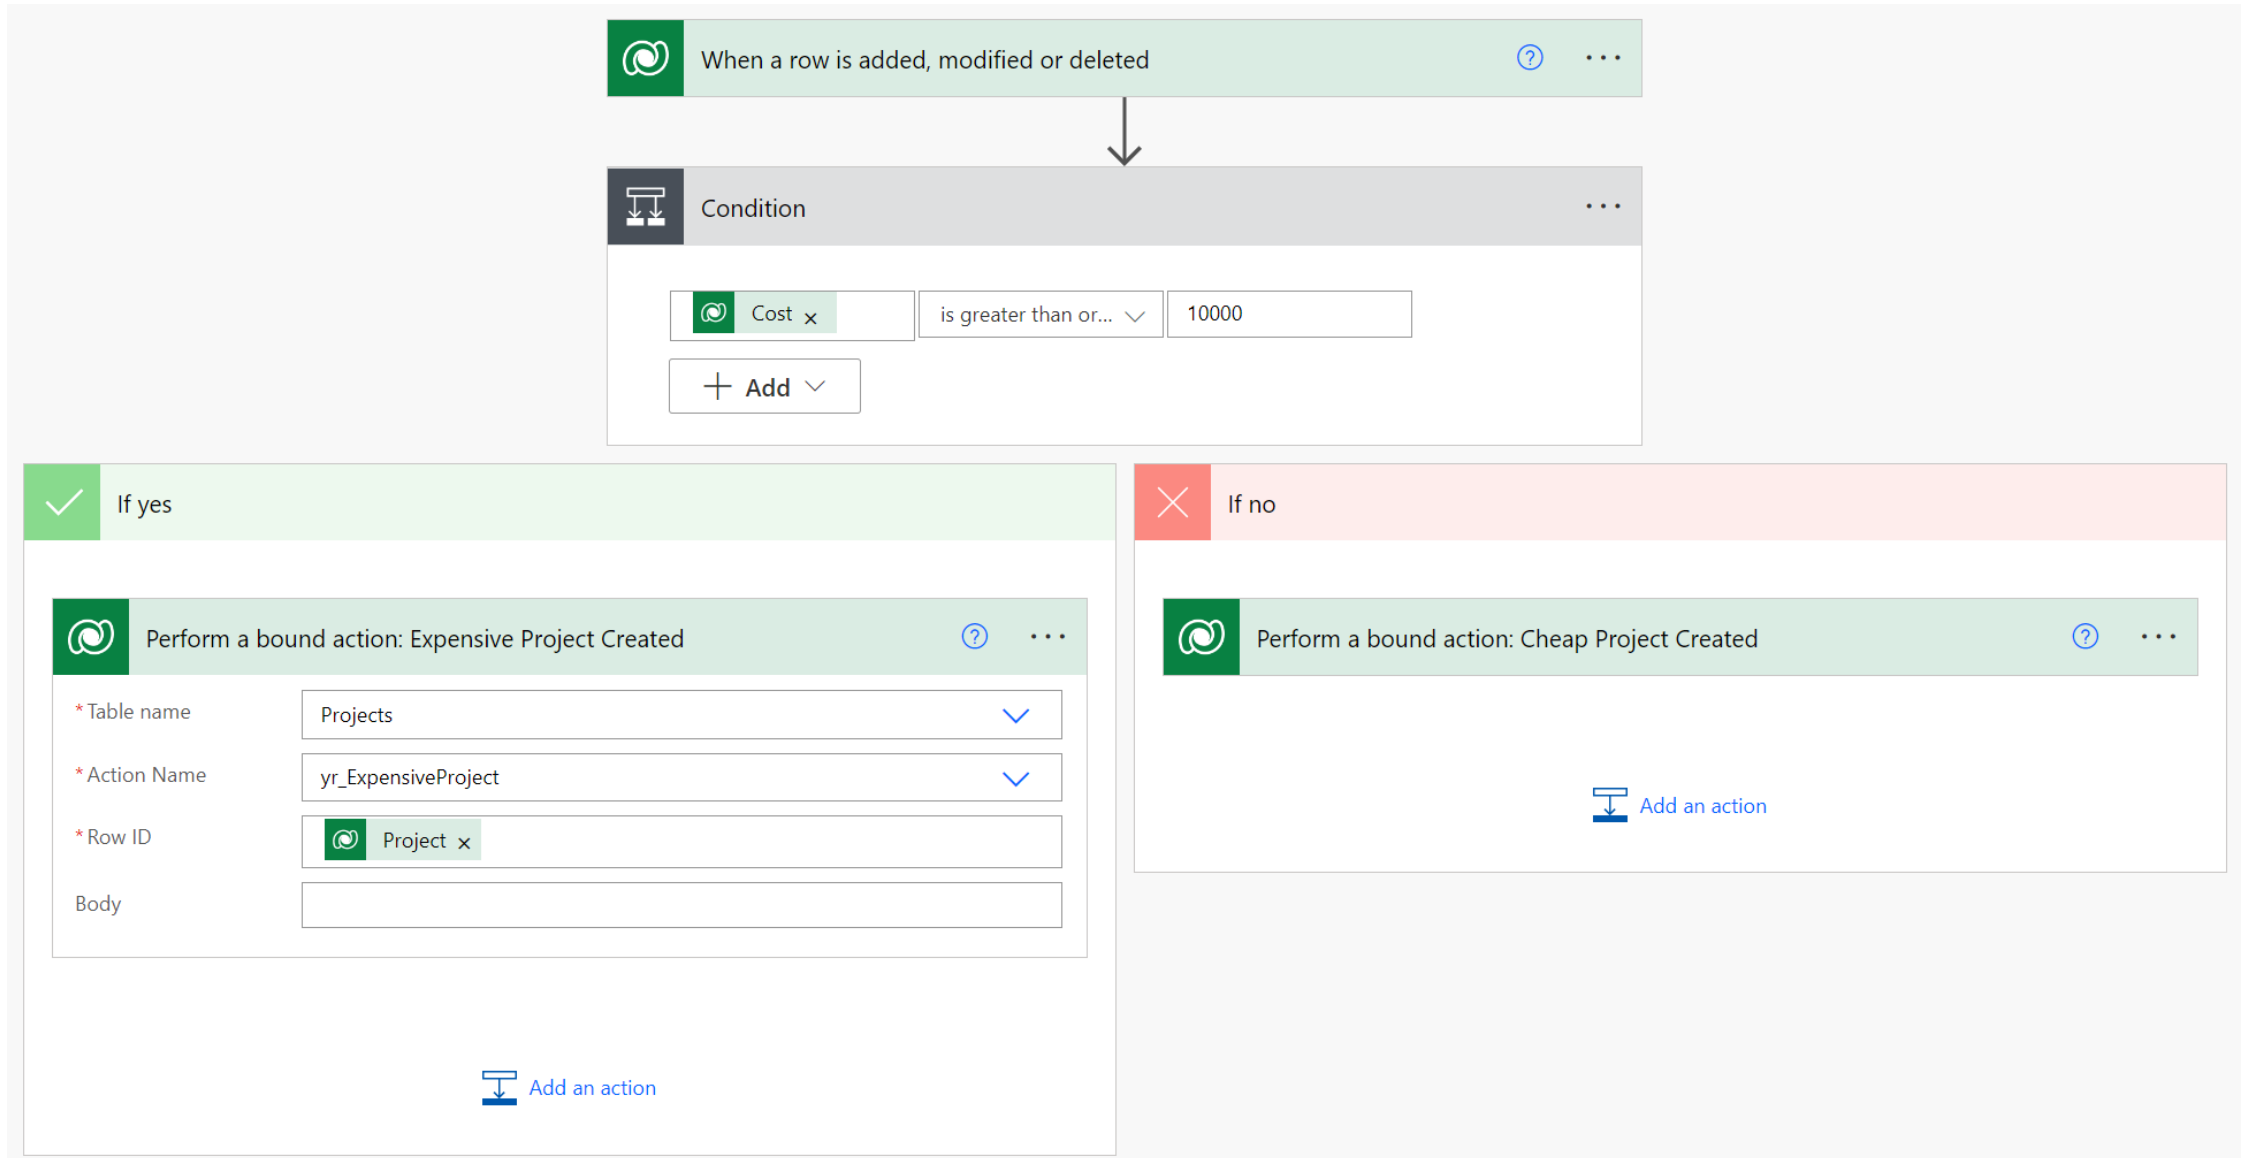 When a row is added, modified or deleted
Condition
Cost
is greater than or...
10000
Add
If yes
If no
Perform a bound action: Expensive Project Created
Perform a bound action: Cheap Project Created
* Table name
Projects
* Action Name
yr_ExpensiveProject
* Row ID
Project
Body
Add an action
Add an action